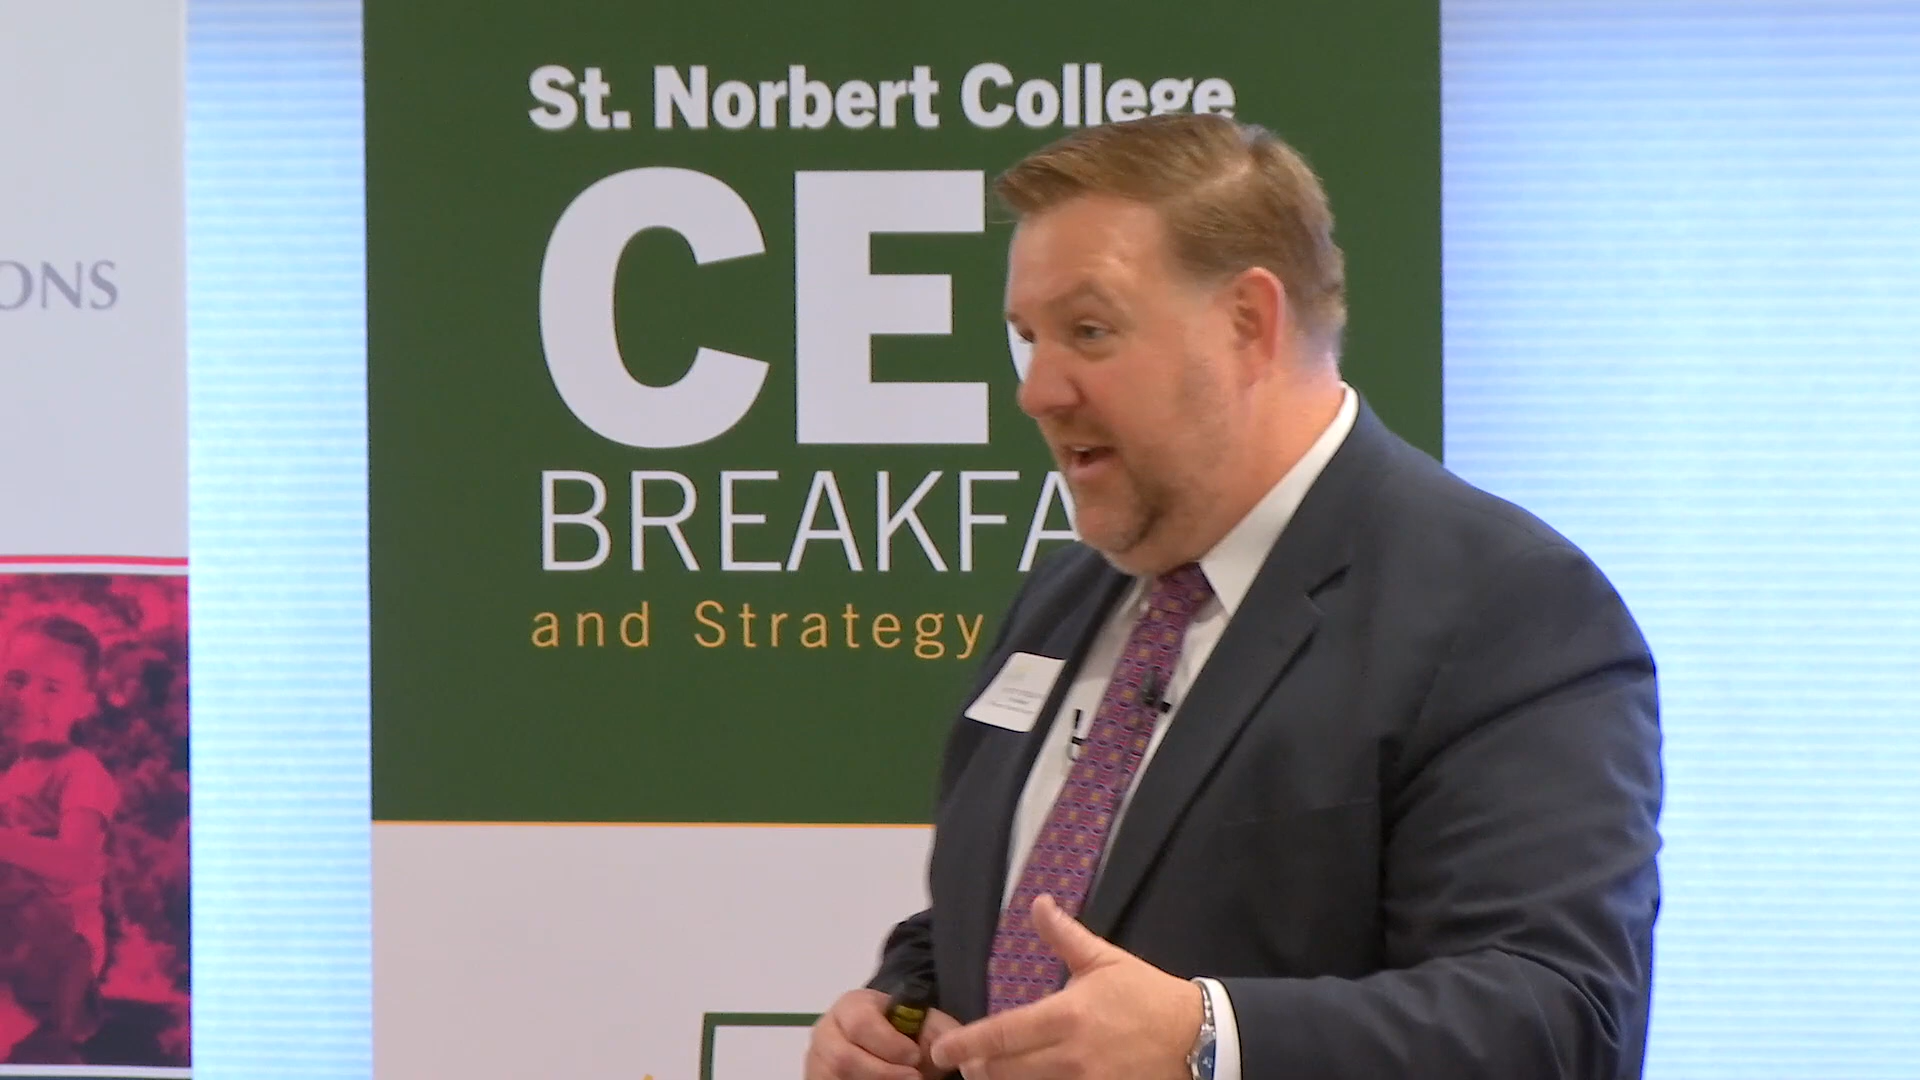 St. Norbert College
CE
BREAKFA
and Strategy
ONS